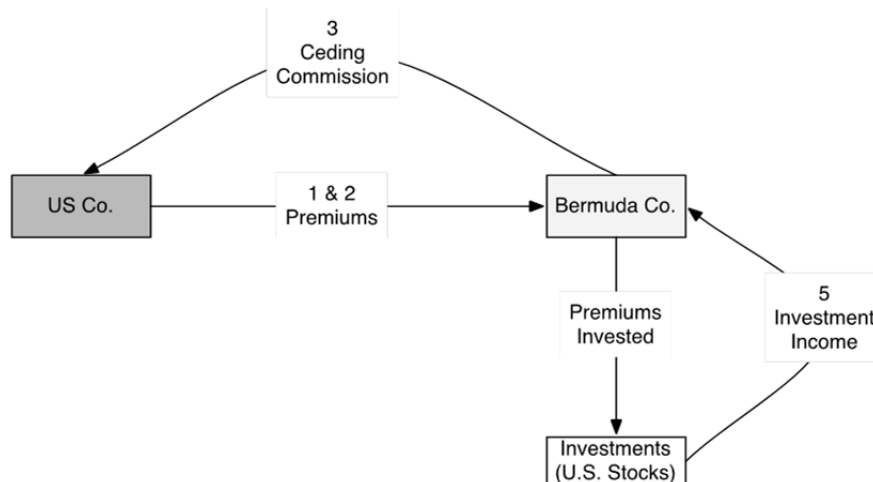 3
Ceding
Commission
US Co.
1 & 2
Premiums
Bermuda Co.
Premiums
Invested
5
Investment
Income
Investments
(U.S. Stocks)